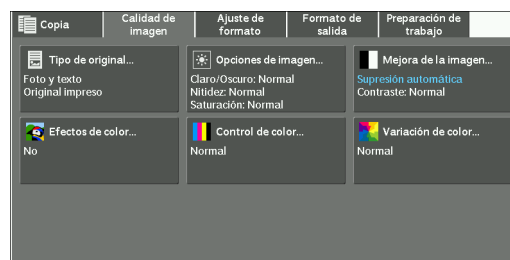 Copia
Calidad de
imagen
Ajuste de
formato
Formato de
salida
Preparación de
trabajo
Tipo de original...
Foto y texto
Original impreso
Opciones de imagen...
Claro/Oscuro: Normal
Nitidez: Normal
Saturación: Normal
Mejora de la imagen...
Supresión automática
Contraste: Normal
Efectos de color...
No
Control de color...
Normal
Variación de color...
Normal